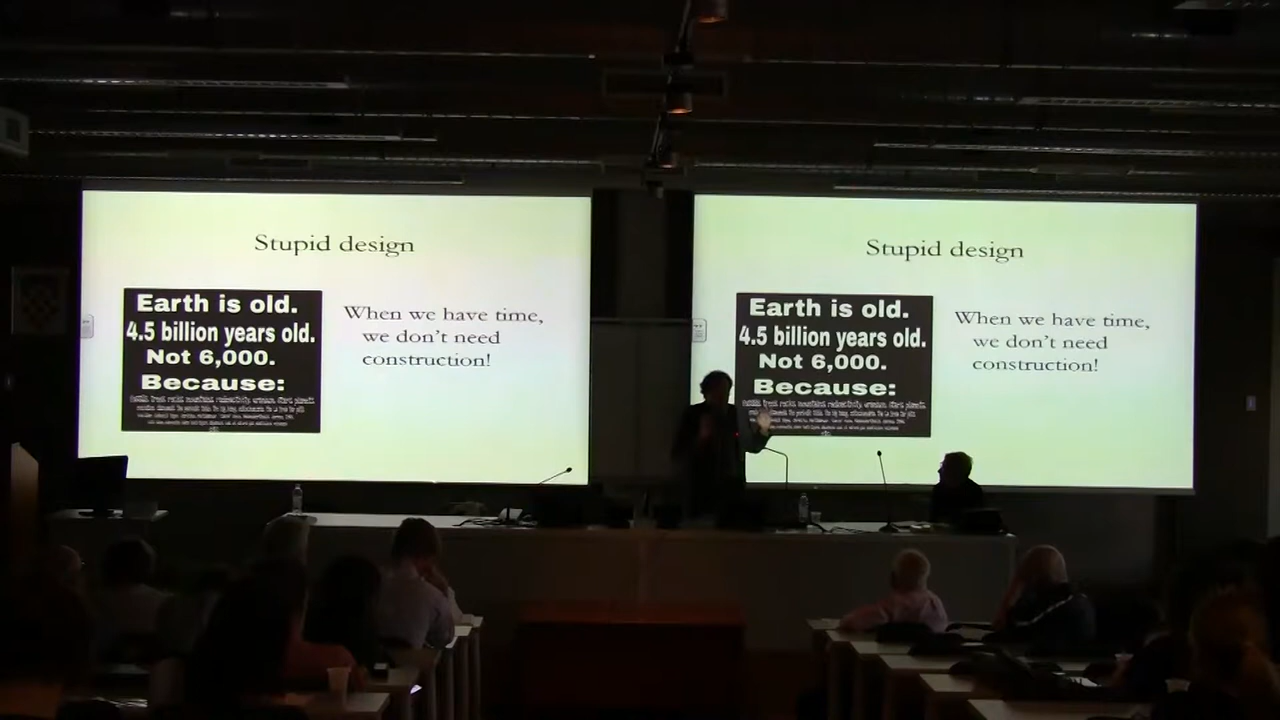 Stupid design
Earth is old.
4.5 billion years old.
Not 6,000.
Because:
When we have time,
we don't need
construction!
Stupid design
Earth is old.
4.5 billion years old.
Not 6,000.
Because:
When we have time,
we don't need
construction!